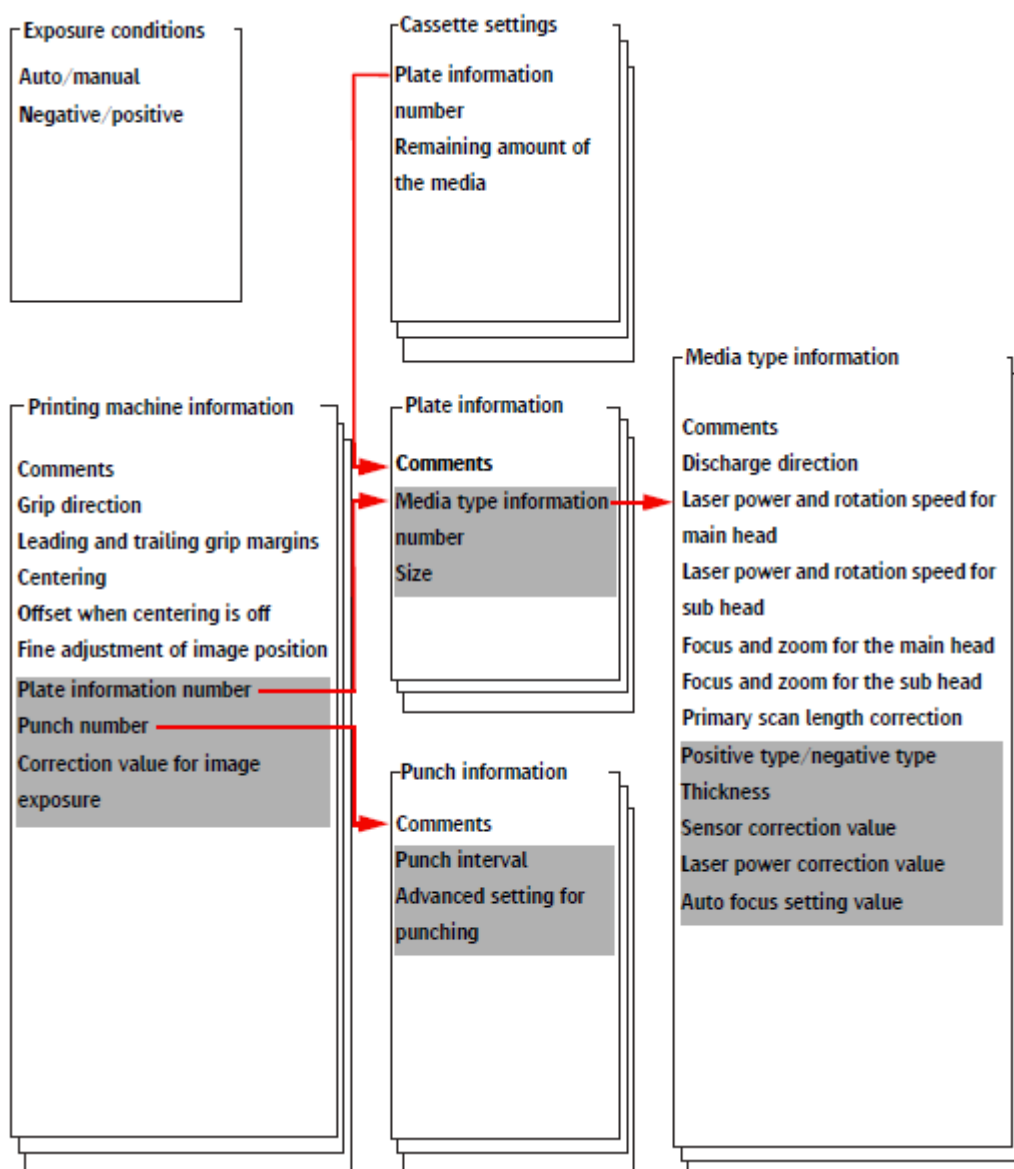 Exposure conditions
Auto/manual
Negative/positive
Cassette settings
Plate information
number
Remaining amount of
the media
Printing machine information
Comments
Grip direction
Leading and trailing grip margins
Centering
Offset when centering is off
Fine adjustment of image position
Plate information number
Punch number
Correction value for image
exposure
Plate information
Comments
Media type information
number
Size
Punch information
Comments
Punch interval
Advanced setting for
punching
Media type information
Comments
Discharge direction
Laser power and rotation speed for
main head
Laser power and rotation speed for
sub head
Focus and zoom for the main head
Focus and zoom for the sub head
Primary scan length correction
Positive type/negative type
Thickness
Sensor correction value
Laser power correction value
Auto focus setting value